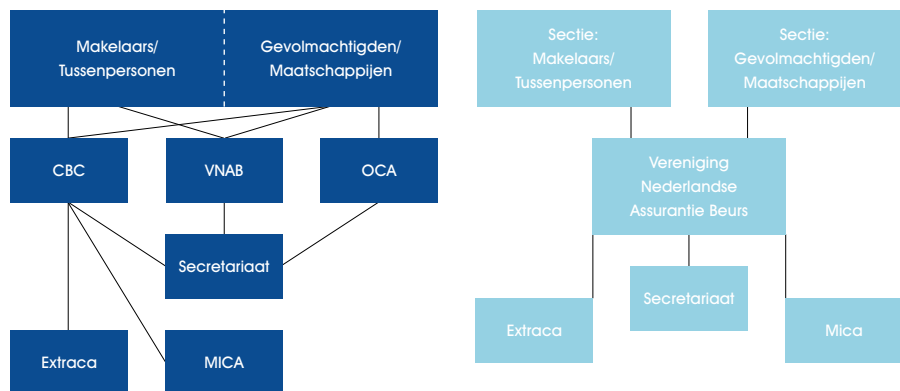 Makelaars/
Tussenpersonen
Gevolmachtigden/
Maatschappijen
CBC
VNAB
OCA
Secretariaat
Extraca
MICA
Sectie:
Makelaars/
Tussenpersonen
Sectie:
Gevolmachtigden/
Maatschappijen
Vereniging
Nederlandse
Assurantie Beurs
Secretariaat
Extraca
Mica